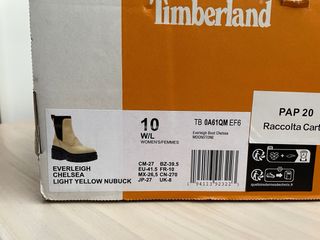 Timberland
10
W/L
WOMEN'S/FEMMES
TB 0A61QM EF6
Everleigh Boot Chelsea
MOONSTONE
EVERLEIGH
CHELSEA
LIGHT YELLOW NUBUCK
CM-27 BZ-39.5
EU-41.5 FR-10
MX-26,5 CN-270
JP-27 UK-8
PAP 20
Raccolta Cart